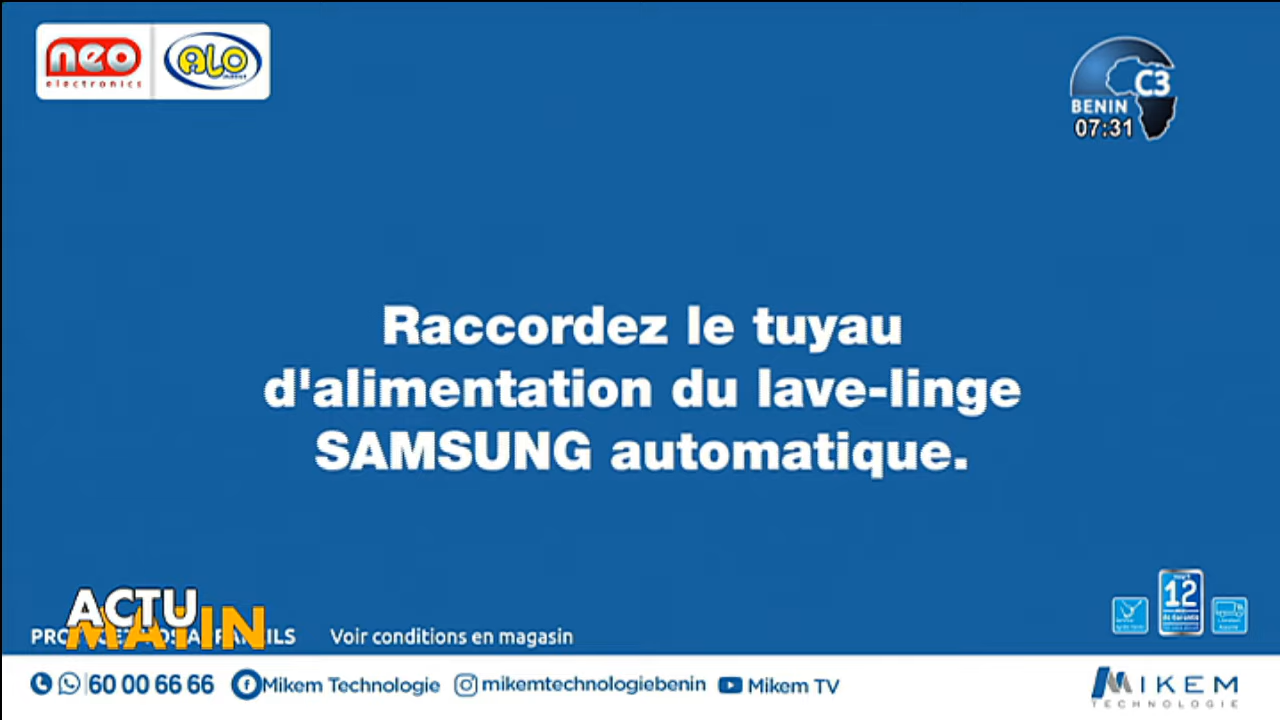 neo
electronics
ALO
C3
BENIN
07:31
Raccordez le tuyau
d'alimentation du lave-linge
SAMSUNG automatique.
ACTU
MATIN
Voir conditions en magasin
12
60 00 66 66
Mikem Technologie
mikemtechnologiebenin
Mikem TV
MIKEM
TECHNOLOGIE